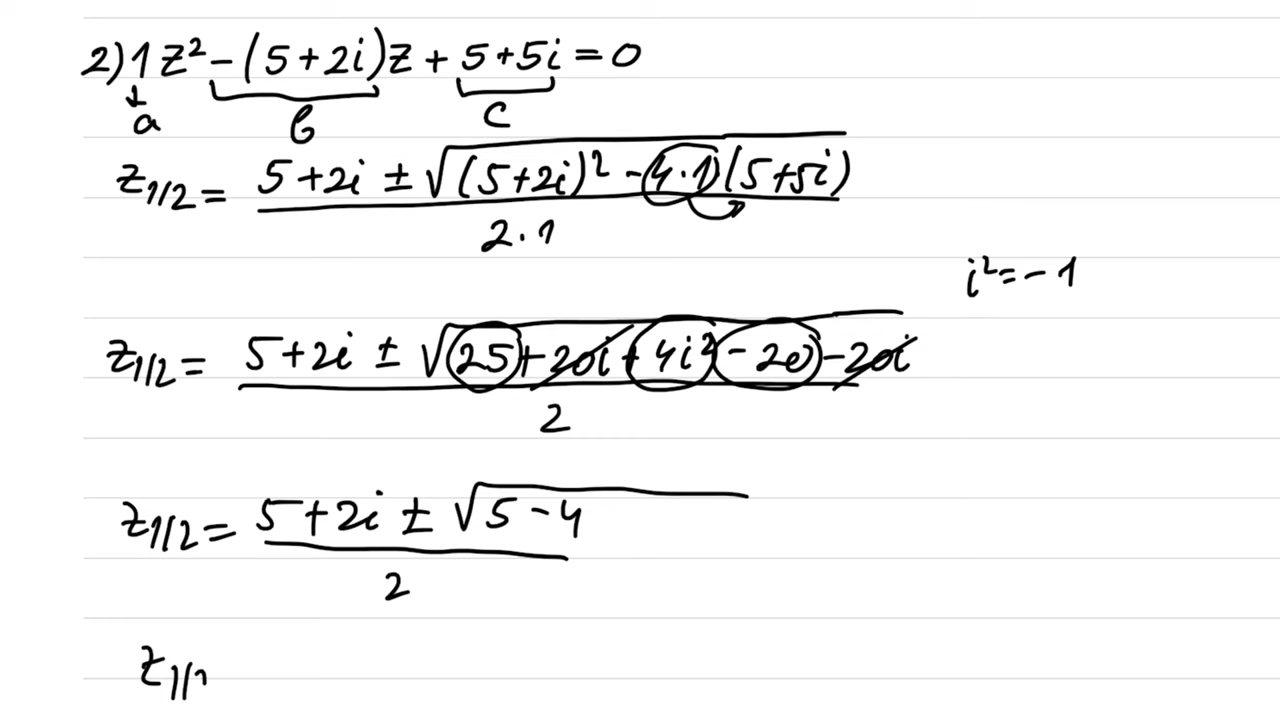 2) 1z² - (5+2i)z + 5+5i = 0
a b c
z1/2 = 5+2i ± √(5+2i)² - 4·1(5+5i)
2·1
i² = -1
z1/2 = 5+2i ± √25+20i+4i²-20-20i
2
z1/2 = 5+2i ± √5-4
2
z1/2